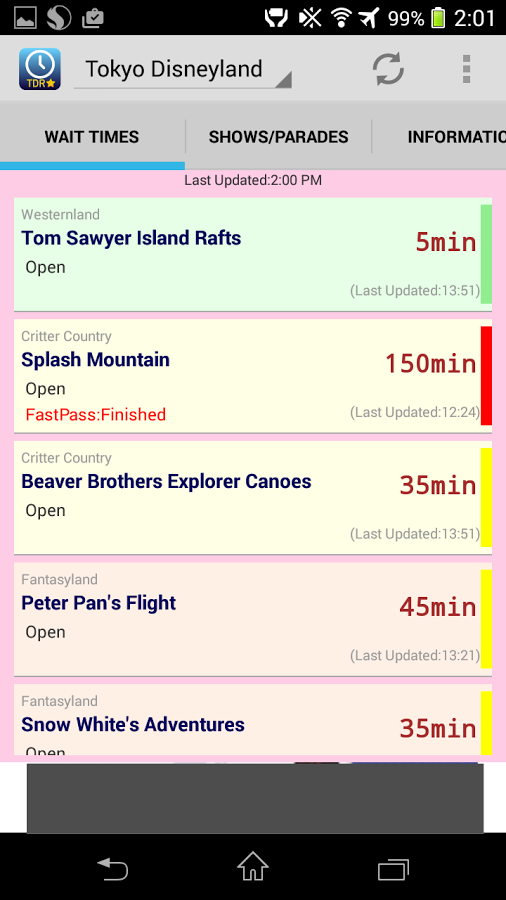 99% 2:01
TDR★
Tokyo Disneyland
WAIT TIMES SHOWS/PARADES INFORMATIO
Last Updated:2:00 PM
Westernland
Tom Sawyer Island Rafts
5min
Open
(Last Updated:13:51)
Critter Country
Splash Mountain
150min
Open
FastPass:Finished
(Last Updated:12:24)
Critter Country
Beaver Brothers Explorer Canoes
35min
Open
(Last Updated:13:51)
Fantasyland
Peter Pan's Flight
45min
Open
(Last Updated:13:21)
Fantasyland
Snow White's Adventures
35min
Open